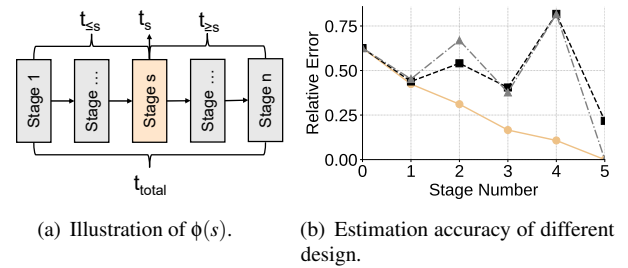 t≤s
ts
t≥s
Stage 1
Stage ...
Stage s
Stage ...
Stage n
ttotal
(a) Illustration of ϕ(s).
Relative Error
0.75
0.50
0.25
0.00
0 1 2 3 4 5
Stage Number
(b) Estimation accuracy of different
design.